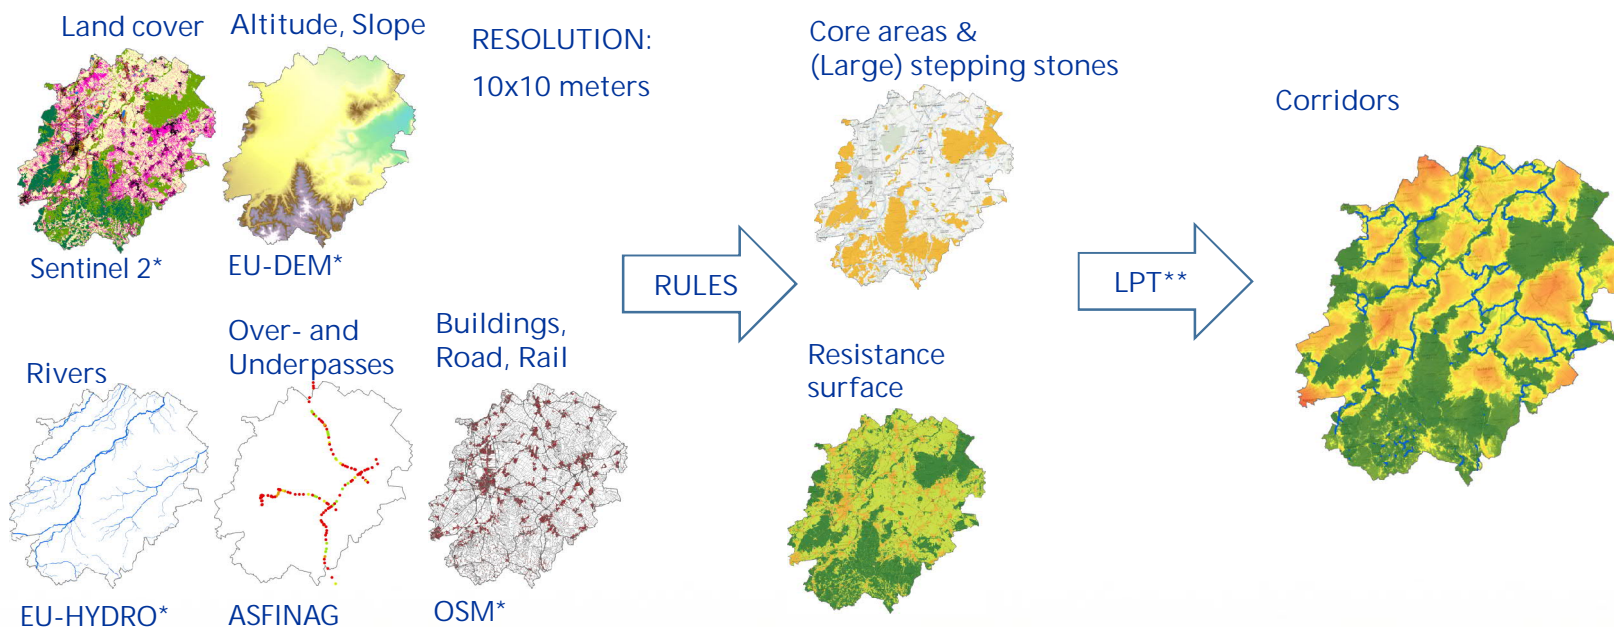 Land cover
Sentinel 2*
Altitude, Slope
EU-DEM*
RESOLUTION:
10x10 meters
Rivers
EU-HYDRO*
Over- and
Underpasses
ASFINAG
Buildings,
Road, Rail
OSM*
RULES
Core areas &
(Large) stepping stones
Resistance
surface
LPT**
Corridors